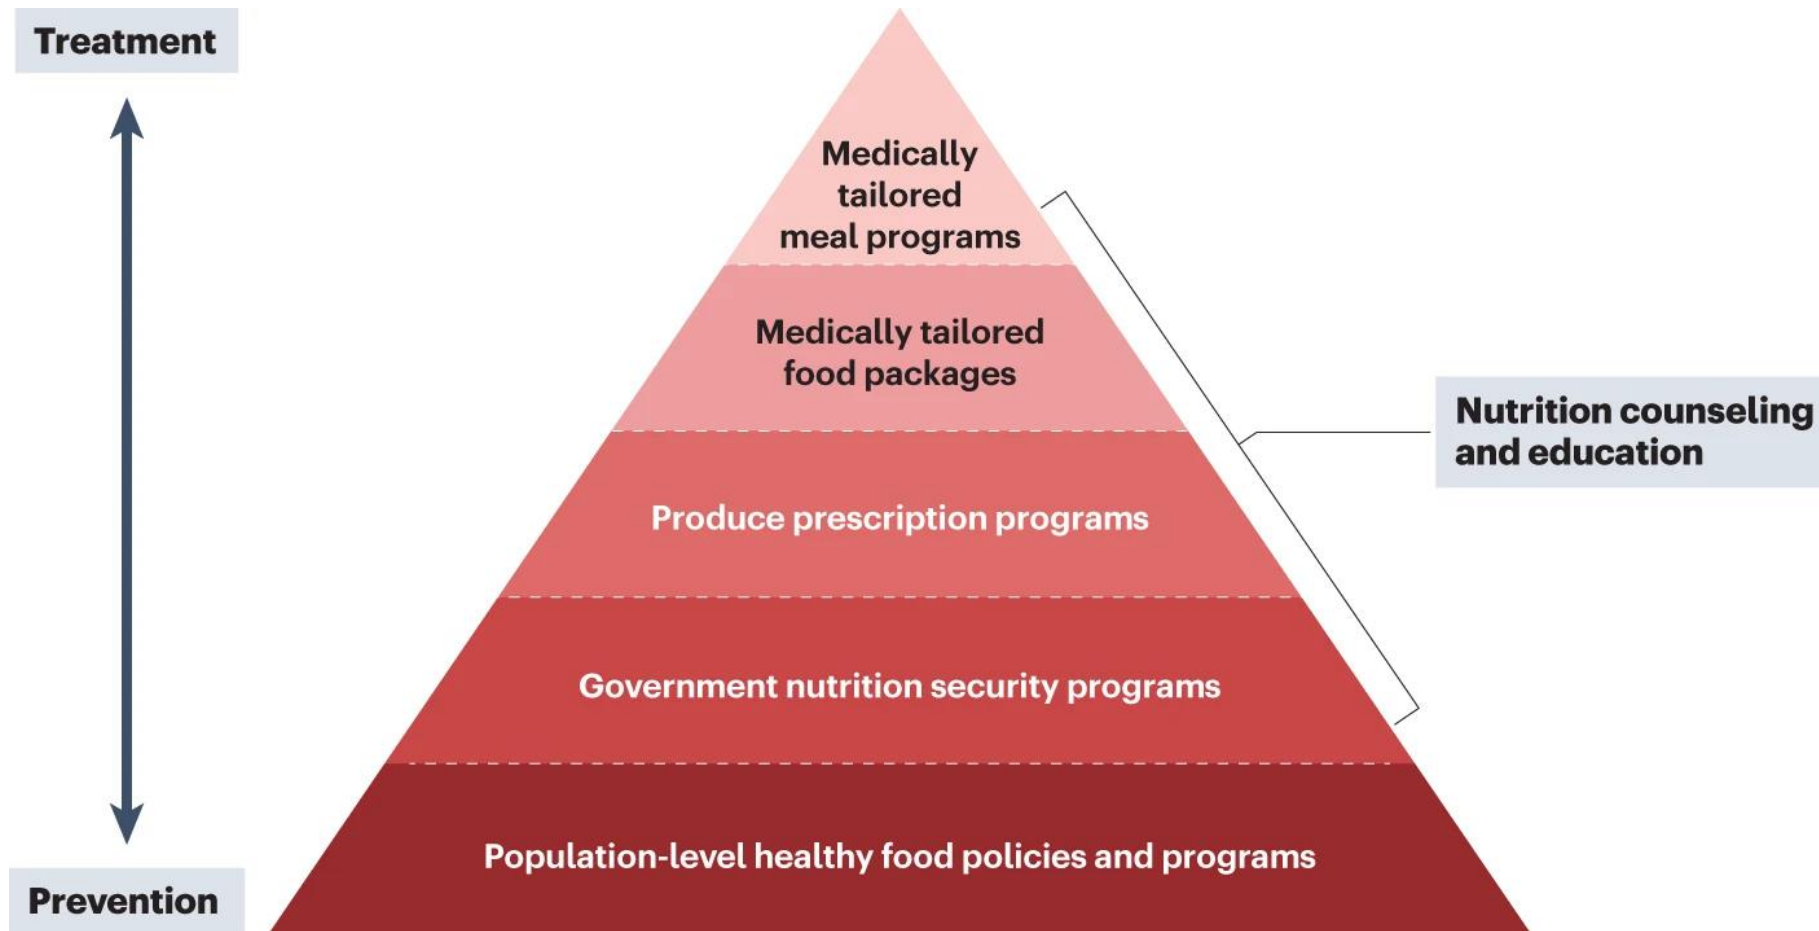 Treatment
Medically
tailored
meal programs
Medically tailored
food packages
Nutrition counseling
and education
Produce prescription programs
Government nutrition security programs
Population-level healthy food policies and programs
Prevention